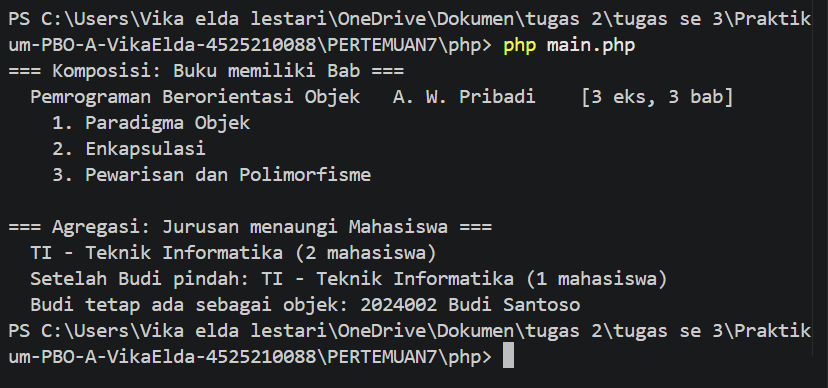 PS C:\Users\Vika elda lestari\OneDrive\Dokumen\tugas 2\tugas se 3\Praktik
um-PBO-A-VikaElda-4525210088\PERTEMUAN7\php> php main.php
=== Komposisi: Buku memiliki Bab ===
  Pemrograman Berorientasi Objek   A. W. Pribadi    [3 eks, 3 bab]
    1. Paradigma Objek
    2. Enkapsulasi
    3. Pewarisan dan Polimorfisme

=== Agregasi: Jurusan menaungi Mahasiswa ===
  TI - Teknik Informatika (2 mahasiswa)
  Setelah Budi pindah: TI - Teknik Informatika (1 mahasiswa)
  Budi tetap ada sebagai objek: 2024002 Budi Santoso
PS C:\Users\Vika elda lestari\OneDrive\Dokumen\tugas 2\tugas se 3\Praktik
um-PBO-A-VikaElda-4525210088\PERTEMUAN7\php>